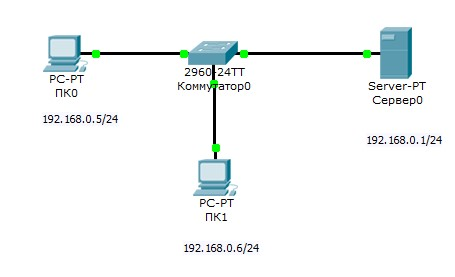 PC-PT
ПК0
192.168.0.5/24
2960-24TT
Коммутатор0
Server-PT
Сервер0
192.168.0.1/24
PC-PT
ПК1
192.168.0.6/24